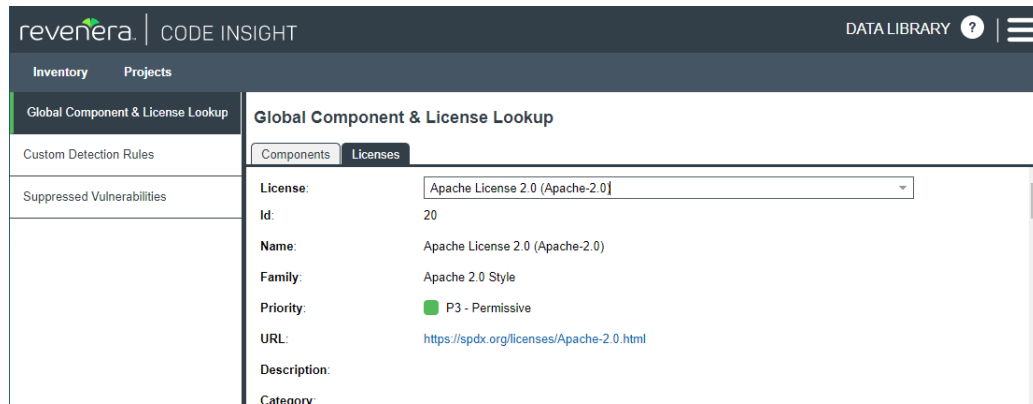 revenera. CODE INSIGHT
DATA LIBRARY ?
Inventory Projects
Global Component & License Lookup
Custom Detection Rules
Suppressed Vulnerabilities
Global Component & License Lookup
Components Licenses
License: Apache License 2.0 (Apache-2.0)
Id: 20
Name: Apache License 2.0 (Apache-2.0)
Family: Apache 2.0 Style
Priority: P3 - Permissive
URL: https://spdx.org/licenses/Apache-2.0.html
Description:
Category: